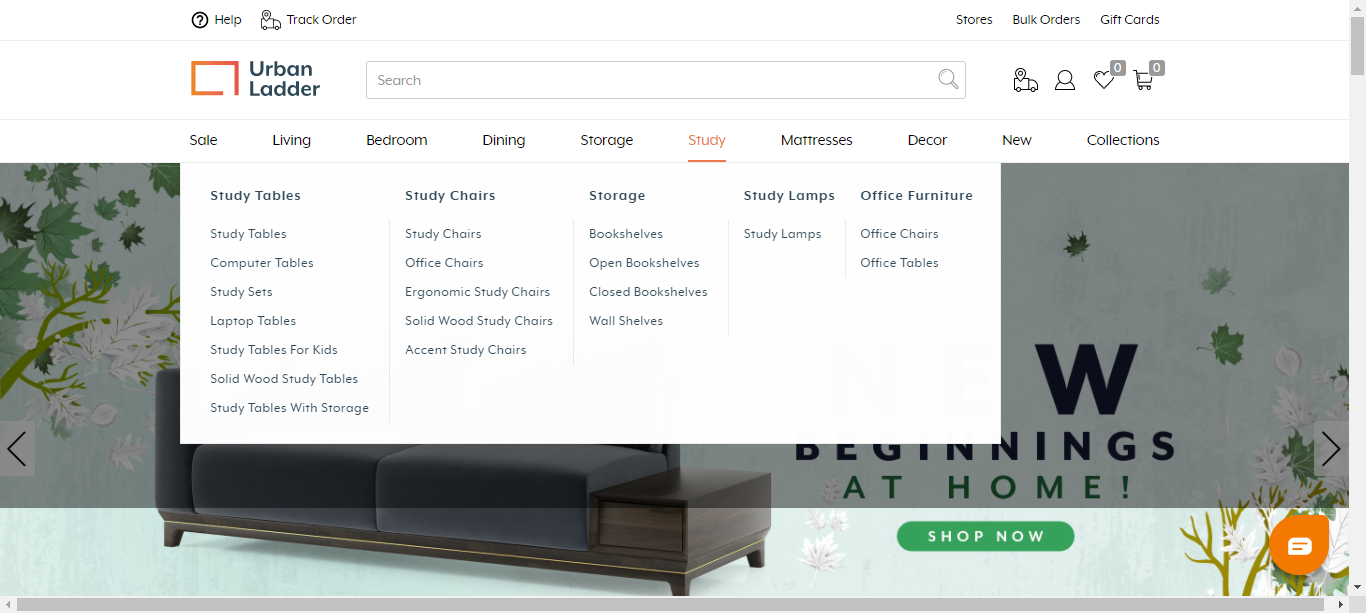 Help Track Order Stores Bulk Orders Gift Cards
Urban
Ladder
Search
0 0
Sale Living Bedroom Dining Storage Study Mattresses Decor New Collections
Study Tables
Study Tables
Computer Tables
Study Sets
Laptop Tables
Study Tables For Kids
Solid Wood Study Tables
Study Tables With Storage
Study Chairs
Study Chairs
Office Chairs
Ergonomic Study Chairs
Solid Wood Study Chairs
Accent Study Chairs
Storage
Bookshelves
Open Bookshelves
Closed Bookshelves
Wall Shelves
Study Lamps
Study Lamps
Office Furniture
Office Chairs
Office Tables
NEW
BEGINNINGS
AT HOME!
SHOP NOW